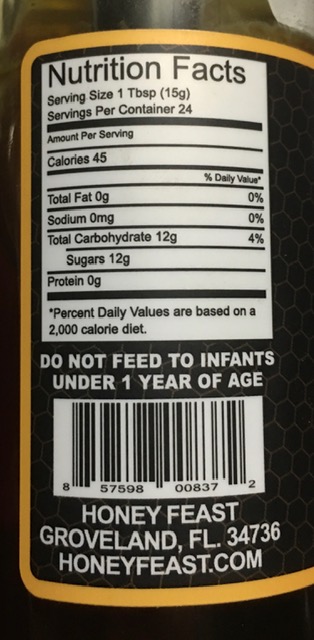 Nutrition Facts
Serving Size 1 Tbsp (15g)
Servings Per Container 24
Amount Per Serving
Calories 45
% Daily Value*
Total Fat 0g 0%
Sodium 0mg 0%
Total Carbohydrate 12g 4%
Sugars 12g
Protein 0g
*Percent Daily Values are based on a
2,000 calorie diet.
DO NOT FEED TO INFANTS
UNDER 1 YEAR OF AGE
8 57598 00837 2
HONEY FEAST
GROVELAND, FL. 34736
HONEYFEAST.COM